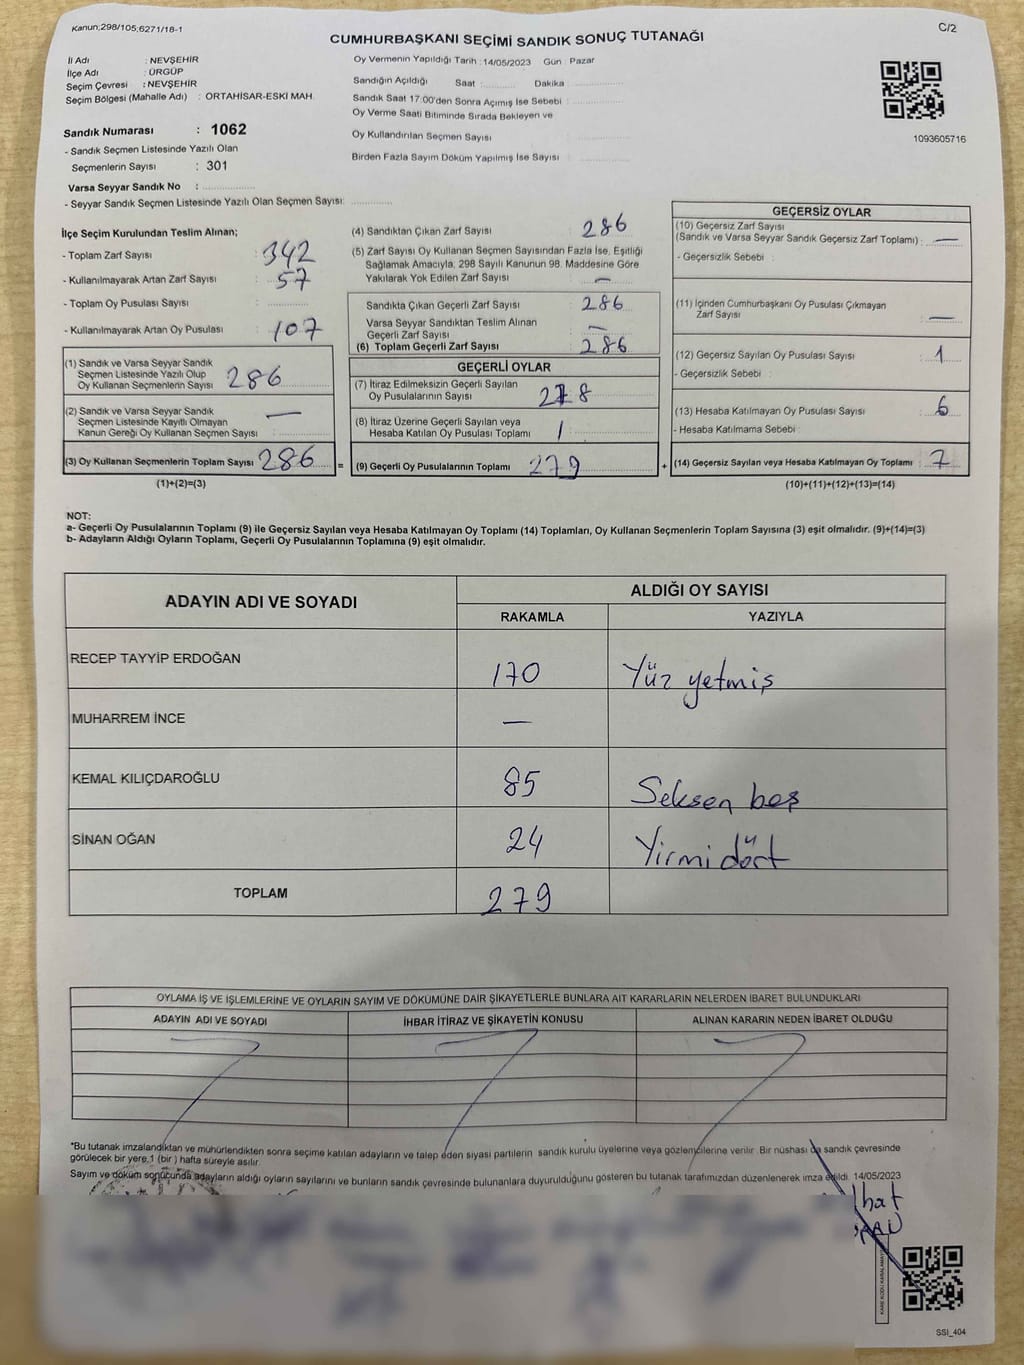 Kanun;298/105;6271/16-1
C/2
CUMHURBAŞKANI SEÇİMİ SANDIK SONUÇ TUTANAĞI
İl Adı : NEVŞEHİR
İlçe Adı : ÜRGÜP
Seçim Çevresi : NEVŞEHİR
Seçim Bölgesi (Mahalle Adı) : ORTAHİSAR-ESKİ MAH.
Sandık Numarası : 1062
- Sandık Seçmen Listesinde Yazılı Olan
Seçmenlerin Sayısı : 301
Varsa Seyyar Sandık No :
- Seyyar Sandık Seçmen Listesinde Yazılı Olan Seçmen Sayısı:
Oy Vermenin Yapıldığı Tarih : 14/05/2023 Gün : Pazar
Sandığın Açıldığı Saat : Dakika
Sandık Saat 17:00'den Sonra Açımış İse Sebebi :
Oy Verme Saati Bitiminde Sırada Bekleyen ve
Oy Kullandırılan Seçmen Sayısı :
Birden Fazla Sayım Döküm Yapılmış İse Sayısı :
1093605716
İlçe Seçim Kurulundan Teslim Alınan;
- Toplam Zarf Sayısı : 342
- Kullanılmayarak Artan Zarf Sayısı : 57
- Toplam Oy Pusulası Sayısı :
- Kullanılmayarak Artan Oy Pusulası : 107
(1) Sandık ve Varsa Seyyar Sandık
Seçmen Listesinde Yazılı Olup
Oy Kullanan Seçmenlerin Sayısı : 286
(2) Sandık ve Varsa Seyyar Sandık
Seçmen Listesinde Kayıtlı Olmayan
Kanun Gereği Oy Kullanan Seçmen Sayısı : —
(3) Oy Kullanan Seçmenlerin Toplam Sayısı : 286
(1)+(2)=(3)
(4) Sandıktan Çıkan Zarf Sayısı : 286
(5) Zarf Sayısı Oy Kullanan Seçmen Sayısından Fazla İse, Eşitliği
Sağlamak Amacıyla, 298 Sayılı Kanunun 98. Maddesine Göre
Yakılarak Yok Edilen Zarf Sayısı : —
Sandıkta Çıkan Geçerli Zarf Sayısı : 286
Varsa Seyyar Sandıktan Teslim Alınan
Geçerli Zarf Sayısı : —
(6) Toplam Geçerli Zarf Sayısı : 286
GEÇERLİ OYLAR
(7) İtiraz Edilmeksizin Geçerli Sayılan
Oy Pusulalarının Sayısı : 278
(8) İtiraz Üzerine Geçerli Sayılan veya
Hesaba Katılan Oy Pusulası Toplamı : 1
= (9) Geçerli Oy Pusulalarının Toplamı : 279
GEÇERSİZ OYLAR
(10) Geçersiz Zarf Sayısı
(Sandık ve Varsa Seyyar Sandık Geçersiz Zarf Toplamı) : —
- Geçersizlik Sebebi :
(11) İçinden Cumhurbaşkanı Oy Pusulası Çıkmayan
Zarf Sayısı : —
(12) Geçersiz Sayılan Oy Pusulası Sayısı : 1
- Geçersizlik Sebebi :
(13) Hesaba Katılmayan Oy Pusulası Sayısı : 6
- Hesaba Katılmama Sebebi :
+ (14) Geçersiz Sayılan veya Hesaba Katılmayan Oy Toplamı : 7
(10)+(11)+(12)+(13)=(14)
NOT:
a- Geçerli Oy Pusulalarının Toplamı (9) ile Geçersiz Sayılan veya Hesaba Katılmayan Oy Toplamı (14) Toplamları, Oy Kullanan Seçmenlerin Toplam Sayısına (3) eşit olmalıdır. (9)+(14)=(3)
b- Adayların Aldığı Oyların Toplamı, Geçerli Oy Pusulalarının Toplamına (9) eşit olmalıdır.
ADAYIN ADI VE SOYADI ALDIĞI OY SAYISI
RAKAMLA YAZIYLA
RECEP TAYYİP ERDOĞAN 170 Yüz yetmiş
MUHARREM İNCE —
KEMAL KILIÇDAROĞLU 85 Seksen beş
SİNAN OĞAN 24 Yirmi dört
TOPLAM 279
OYLAMA İŞ VE İŞLEMLERİNE VE OYLARIN SAYIM VE DÖKÜMÜNE DAİR ŞİKAYETLERLE BUNLARA AİT KARARLARIN NELERDEN İBARET BULUNDUKLARI
ADAYIN ADI VE SOYADI İHBAR İTİRAZ VE ŞİKAYETİN KONUSU ALINAN KARARIN NEDEN İBARET OLDUĞU
*Bu tutanak imzalandıktan ve mühürlendikten sonra seçime katılan adayların ve talep eden siyasi partilerin sandık kurulu üyelerine veya gözlemcilerine verilir. Bir nüshası da sandık çevresinde
görülecek bir yere,1 (bir ) hafta süreyle asılır.
Sayım ve döküm sonucunda adayların aldığı oyların sayılarını ve bunların sandık çevresinde bulunanlara duyurulduğunu gösteren bu tutanak tarafımızdan düzenlenerek imza edildi. 14/05/2023
SSI_404